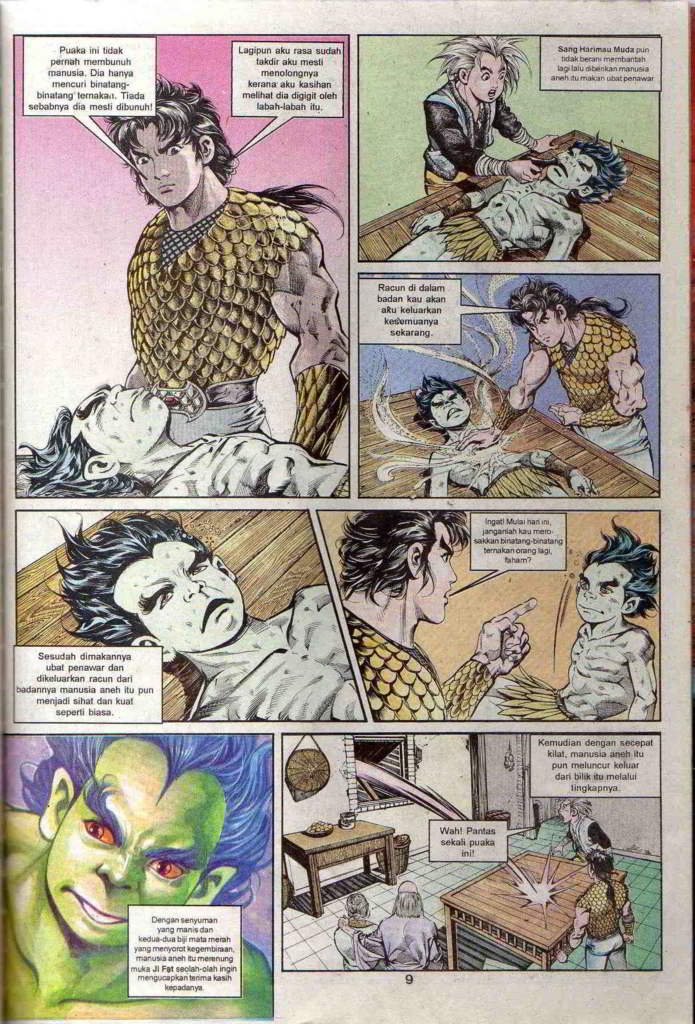 Puaka ini tidak
pernah membunuh
manusia. Dia hanya
mencuri binatang-
binatang ternakan. Tiada
sebabnya dia mesti dibunuh!
Lagipun aku rasa sudah
takdir aku mesti
menolongnya
kerana aku kasihan
melihat dia digigit oleh
labah-labah itu.
Sang Harimau Muda pun
tidak berani membantah
lagi lalu diberikan manusia
aneh itu makan ubat penawar
Racun di dalam
badan kau akan
aku keluarkan
kesemuanya
sekarang.
Sesudah dimakannya
ubat penawar dan
dikeluarkan racun dari
badannya manusia aneh itu pun
menjadi sihat dan kuat
seperti biasa.
Ingat! Mulai hari ini,
janganlah kau mero-
sakkan binatang-binatang
ternakan orang lagi,
faham?
Dengan senyuman
yang manis dan
kedua-dua biji mata merah
yang menyorot kegembiraan,
manusia aneh itu merenung
muka Ji Fat seolah-olah ingin
mengucapkan terima kasih
kepadanya.
Kemudian dengan secepat
kilat, manusia aneh itu
pun meluncur keluar
dari bilik itu melalui
tingkapnya.
Wah! Pantas
sekali puaka
ini!
9